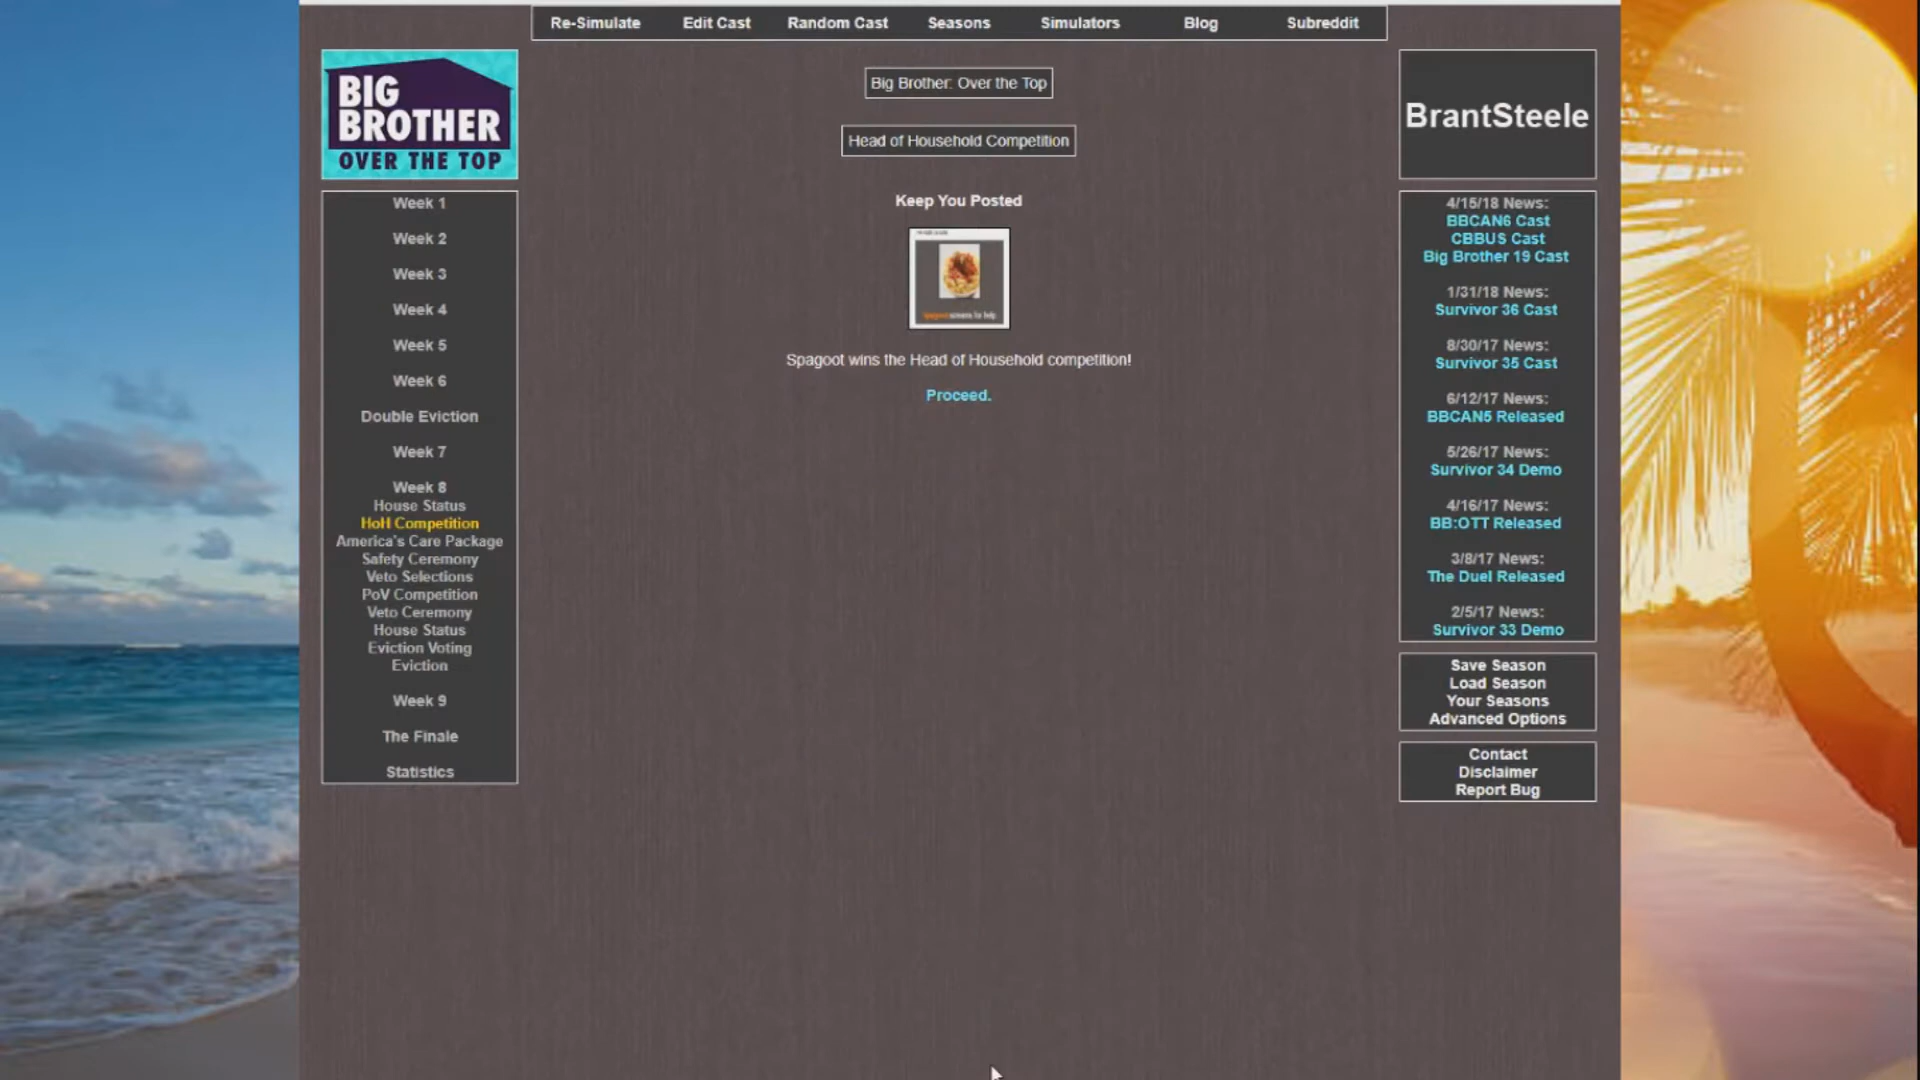 Re-Simulate Edit Cast Random Cast Seasons Simulators Blog Subreddit
BIG
BROTHER
OVER THE TOP
Week 1
Week 2
Week 3
Week 4
Week 5
Week 6
Double Eviction
Week 7
Week 8
House Status
HoH Competition
America's Care Package
Safety Ceremony
Veto Selections
PoV Competition
Veto Ceremony
House Status
Eviction Voting
Eviction
Week 9
The Finale
Statistics
Big Brother: Over the Top
Head of Household Competition
Keep You Posted
Spagoot wins the Head of Household competition!
Proceed.
BrantSteele
4/15/18 News:
BBCAN6 Cast
CBBUS Cast
Big Brother 19 Cast
1/31/18 News:
Survivor 36 Cast
8/30/17 News:
Survivor 35 Cast
6/12/17 News:
BBCAN5 Released
5/26/17 News:
Survivor 34 Demo
4/16/17 News:
BB:OTT Released
3/8/17 News:
The Duel Released
2/5/17 News:
Survivor 33 Demo
Save Season
Load Season
Your Seasons
Advanced Options
Contact
Disclaimer
Report Bug